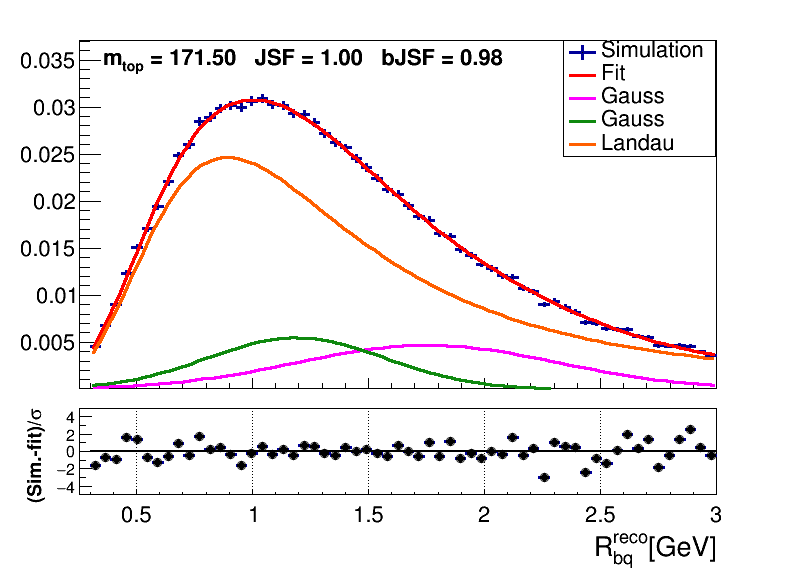 m_top = 171.50 JSF = 1.00 bJSF = 0.98
Simulation
Fit
Gauss
Gauss
Landau
0.035
0.03
0.025
0.02
0.015
0.01
0.005
(Sim.-fit)/σ
4
2
0
−2
−4
0.5 1 1.5 2 2.5 3
R_bq^reco[GeV]